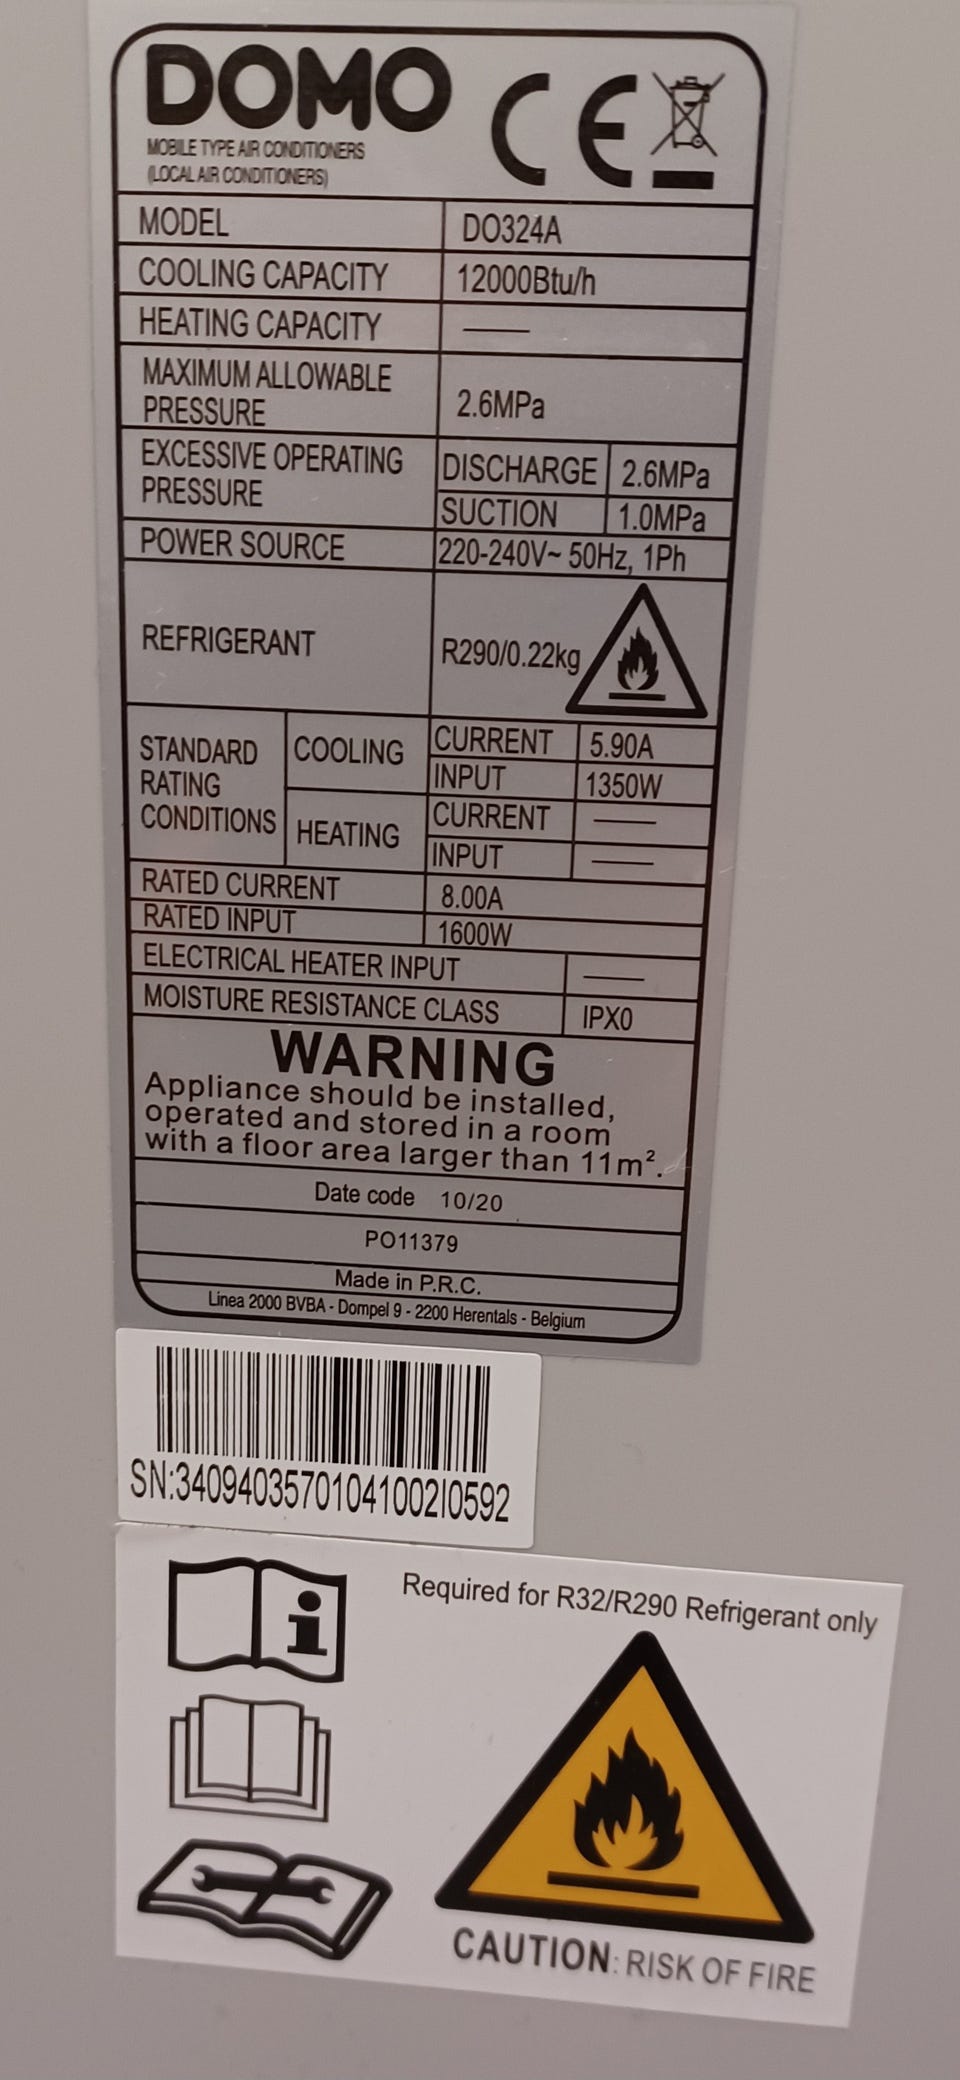 DOMO
MOBILE TYPE AIR CONDITIONERS
(LOCAL AIR CONDITIONERS)
CE
MODEL DO324A
COOLING CAPACITY 12000Btu/h
HEATING CAPACITY —
MAXIMUM ALLOWABLE
PRESSURE 2.6MPa
EXCESSIVE OPERATING
PRESSURE
DISCHARGE 2.6MPa
SUCTION 1.0MPa
POWER SOURCE 220-240V~ 50Hz, 1Ph
REFRIGERANT R290/0.22kg
STANDARD
RATING
CONDITIONS
COOLING
CURRENT 5.90A
INPUT 1350W
HEATING
CURRENT —
INPUT —
RATED CURRENT 8.00A
RATED INPUT 1600W
ELECTRICAL HEATER INPUT —
MOISTURE RESISTANCE CLASS IPX0
WARNING
Appliance should be installed,
operated and stored in a room
with a floor area larger than 11m².
Date code 10/20
PO11379
Made in P.R.C.
Linea 2000 BVBA - Dompel 9 - 2200 Herentals - Belgium
SN:34094035701041002I0592
i
Required for R32/R290 Refrigerant only
CAUTION: RISK OF FIRE